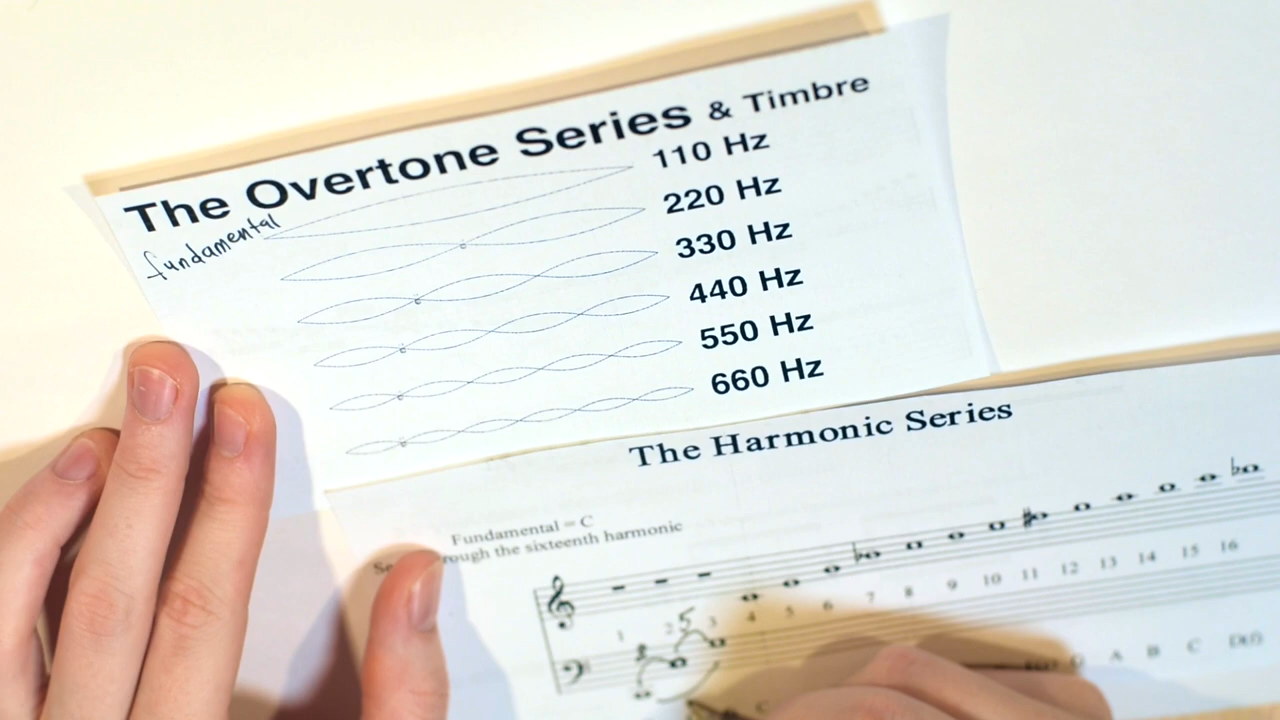 The Overtone Series & Timbre
fundamental
110 Hz
220 Hz
330 Hz
440 Hz
550 Hz
660 Hz
The Harmonic Series
Fundamental = C
rough the sixteenth harmonic
1 2 3 4 5 6 7 8 9 10 11 12 13 14 15 16
8 5
C G A B C